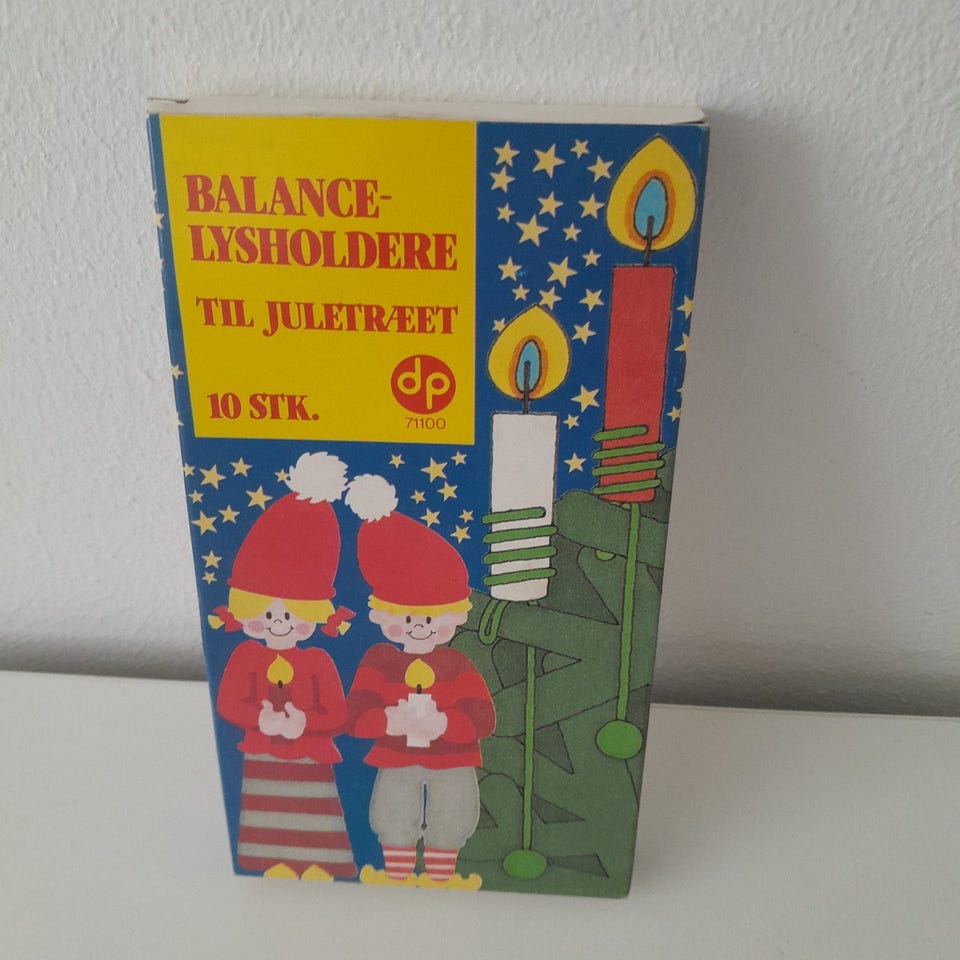 BALANCE-
LYSHOLDERE
TIL JULETRÆET
10 STK.
dp
71100